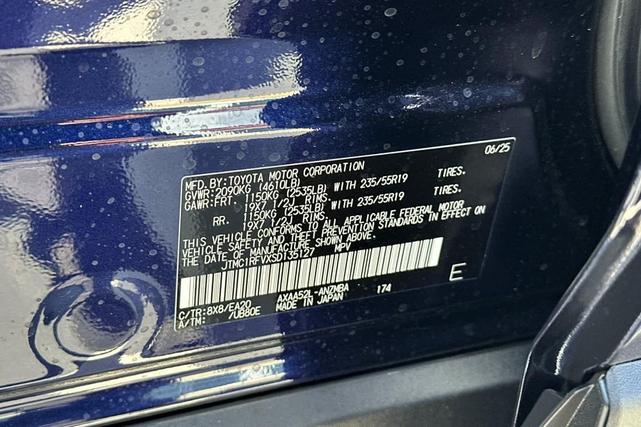 MFD.BY:TOYOTA MOTOR CORPORATION 06/25
GVWR:2090KG (4610LB)
GAWR:FRT. 1150KG (2535LB) WITH 235/55R19 TIRES.
19X7 1/2J RIMS
RR. 1150KG (2535LB) WITH 235/55R19 TIRES.
19X7 1/2J RIMS
THIS VEHICLE CONFORMS TO ALL APPLICABLE FEDERAL MOTOR
VEHICLE SAFETY AND THEFT PREVENTION STANDARDS IN EFFECT ON
THE DATE OF MANUFACTURE SHOWN ABOVE.
JTMC1RFVXSD135127 MPV
E
C/TR:8X8/EA20 AXAA52L-ANZMBA 174
A/TM: /UB80E MADE IN JAPAN